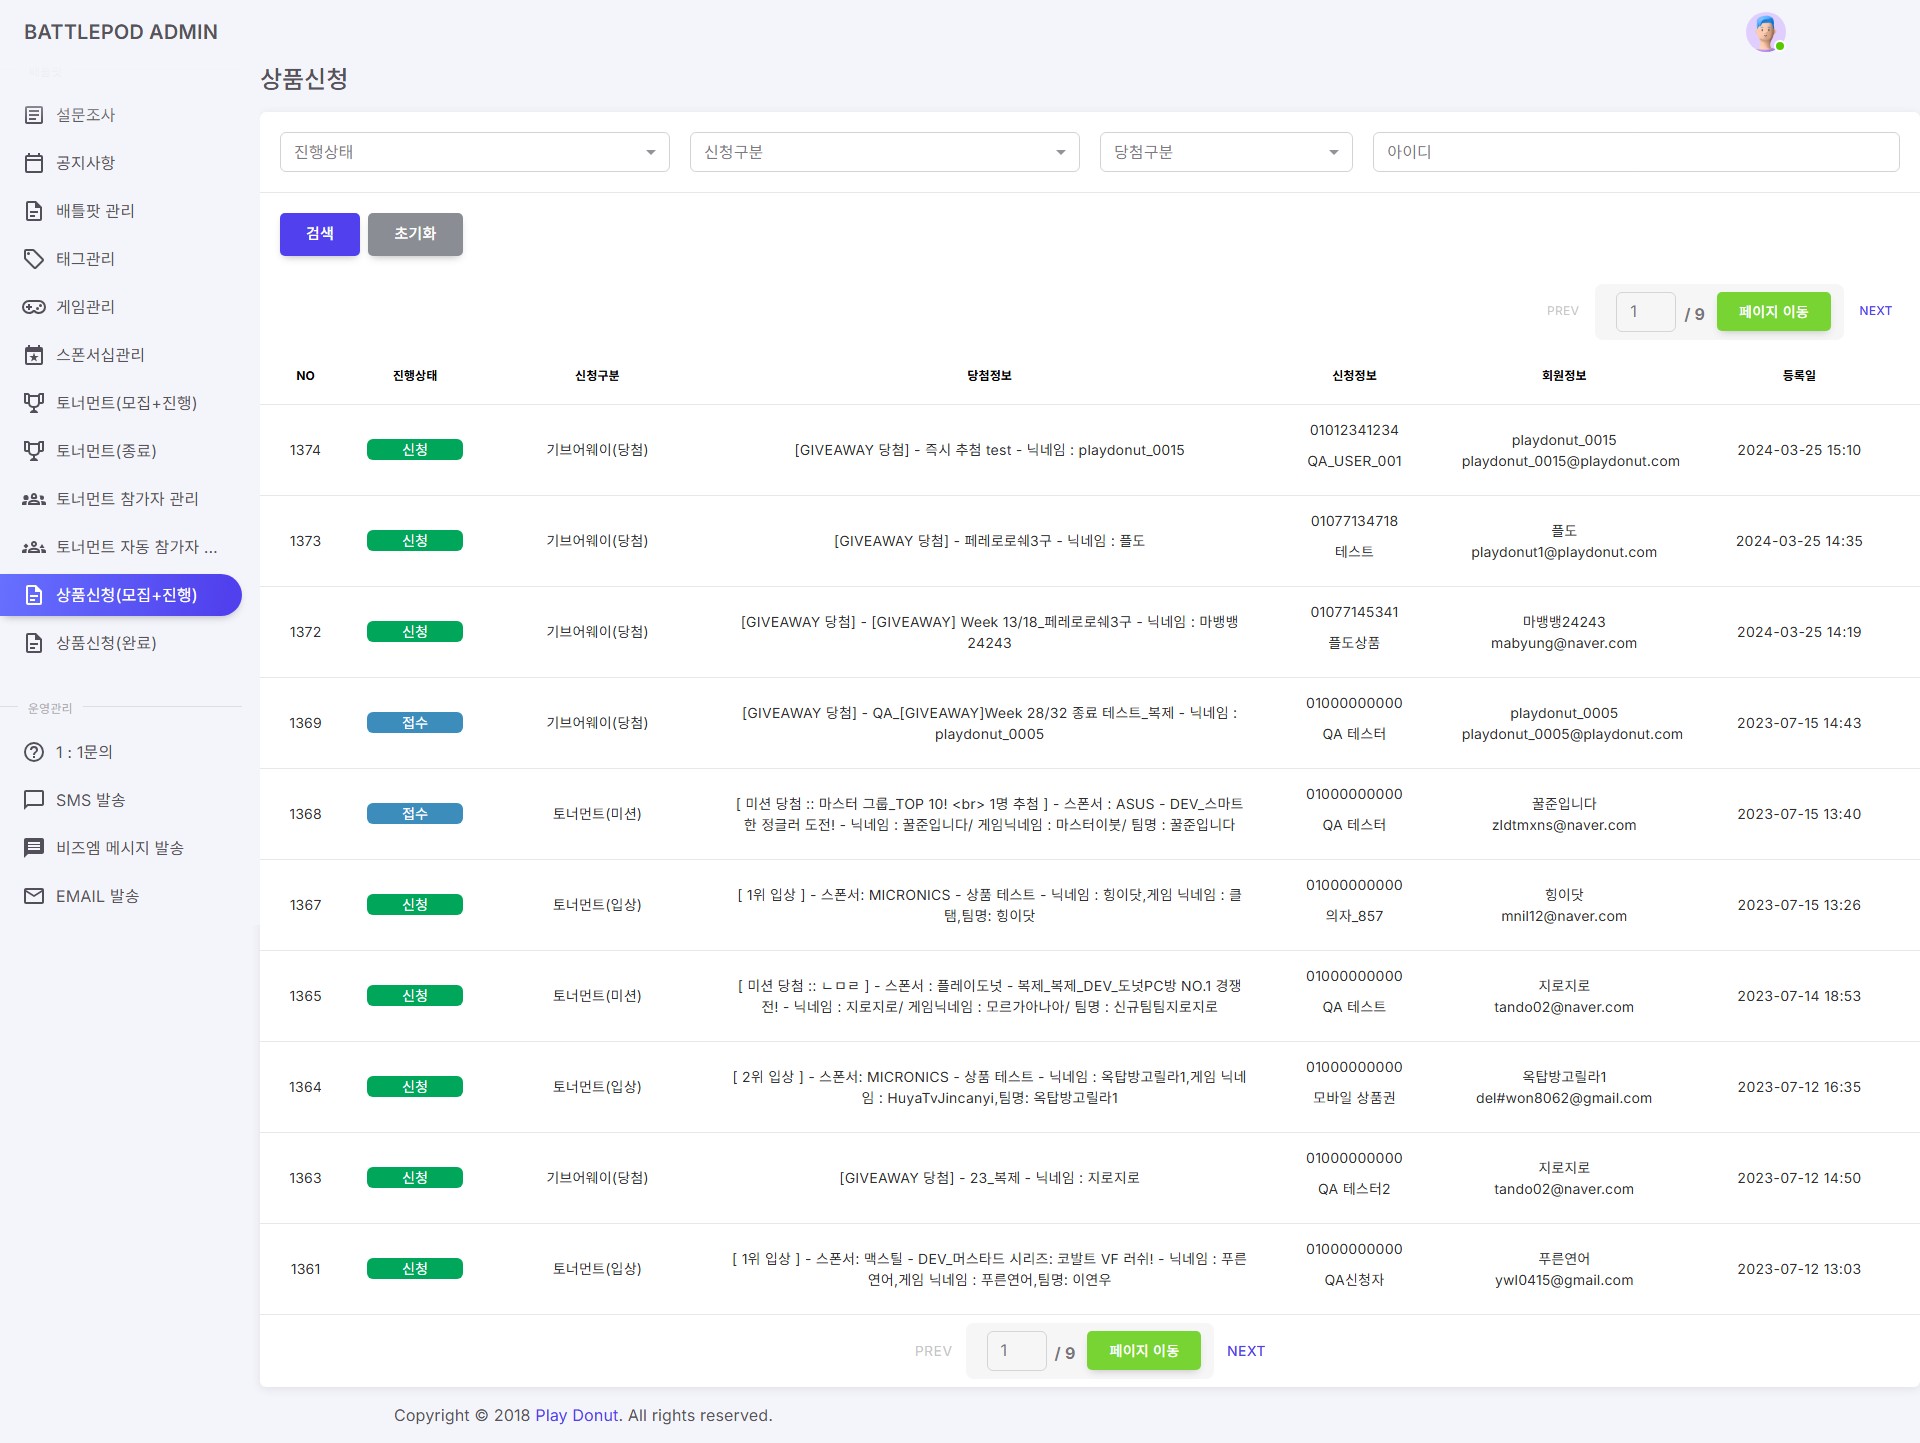 BATTLEPOD ADMIN
설문조사
공지사항
배틀팟 관리
태그관리
게임관리
스폰서십관리
토너먼트(모집+진행)
토너먼트(종료)
토너먼트 참가자 관리
토너먼트 자동 참가자 ...
상품신청(모집+진행)
상품신청(완료)
운영관리
1 : 1문의
SMS 발송
비즈엠 메시지 발송
EMAIL 발송
상품신청
진행상태 신청구분 당첨구분 아이디
검색 초기화
PREV 1 / 9 페이지 이동 NEXT
NO 진행상태 신청구분 당첨정보 신청정보 회원정보 등록일
1374 신청 기브어웨이(당첨) [GIVEAWAY 당첨] - 즉시 추첨 test - 닉네임 : playdonut_0015
01012341234
QA_USER_001
playdonut_0015
playdonut_0015@playdonut.com
2024-03-25 15:10
1373 신청 기브어웨이(당첨) [GIVEAWAY 당첨] - 페레로로쉐3구 - 닉네임 : 플도
01077134718
테스트
플도
playdonut1@playdonut.com
2024-03-25 14:35
1372 신청 기브어웨이(당첨)
[GIVEAWAY 당첨] - [GIVEAWAY] Week 13/18_페레로로쉐3구 - 닉네임 : 마뱅뱅
24243
01077145341
플도상품
마뱅뱅24243
mabyung@naver.com
2024-03-25 14:19
1369 접수 기브어웨이(당첨)
[GIVEAWAY 당첨] - QA_[GIVEAWAY]Week 28/32 종료 테스트_복제 - 닉네임 :
playdonut_0005
01000000000
QA 테스터
playdonut_0005
playdonut_0005@playdonut.com
2023-07-15 14:43
1368 접수 토너먼트(미션)
[ 미션 당첨 :: 마스터 그룹_TOP 10! <br> 1명 추첨 ] - 스폰서 : ASUS - DEV_스마트
한 정글러 도전! - 닉네임 : 꿀준입니다/ 게임닉네임 : 마스터이붓/ 팀명 : 꿀준입니다
01000000000
QA 테스터
꿀준입니다
zldtmxns@naver.com
2023-07-15 13:40
1367 신청 토너먼트(입상)
[ 1위 입상 ] - 스폰서: MICRONICS - 상품 테스트 - 닉네임 : 힝이닷,게임 닉네임 : 클
탬,팀명: 힝이닷
01000000000
의자_857
힝이닷
mnil12@naver.com
2023-07-15 13:26
1365 신청 토너먼트(미션)
[ 미션 당첨 :: ㄴㅁㄹ ] - 스폰서 : 플레이도넛 - 복제_복제_DEV_도넛PC방 NO.1 경쟁
전! - 닉네임 : 지로지로/ 게임닉네임 : 모르가아나아/ 팀명 : 신규팀팀지로지로
01000000000
QA 테스트
지로지로
tando02@naver.com
2023-07-14 18:53
1364 신청 토너먼트(입상)
[ 2위 입상 ] - 스폰서: MICRONICS - 상품 테스트 - 닉네임 : 옥탑방고릴라1,게임 닉네
임 : HuyaTvJincanyi,팀명: 옥탑방고릴라1
01000000000
모바일 상품권
옥탑방고릴라1
del#won8062@gmail.com
2023-07-12 16:35
1363 신청 기브어웨이(당첨) [GIVEAWAY 당첨] - 23_복제 - 닉네임 : 지로지로
01000000000
QA 테스터2
지로지로
tando02@naver.com
2023-07-12 14:50
1361 신청 토너먼트(입상)
[ 1위 입상 ] - 스폰서: 맥스틸 - DEV_머스타드 시리즈: 코발트 VF 러쉬! - 닉네임 : 푸른
연어,게임 닉네임 : 푸른연어,팀명: 이연우
01000000000
QA신청자
푸른연어
ywl0415@gmail.com
2023-07-12 13:03
PREV 1 / 9 페이지 이동 NEXT
Copyright © 2018 Play Donut. All rights reserved.